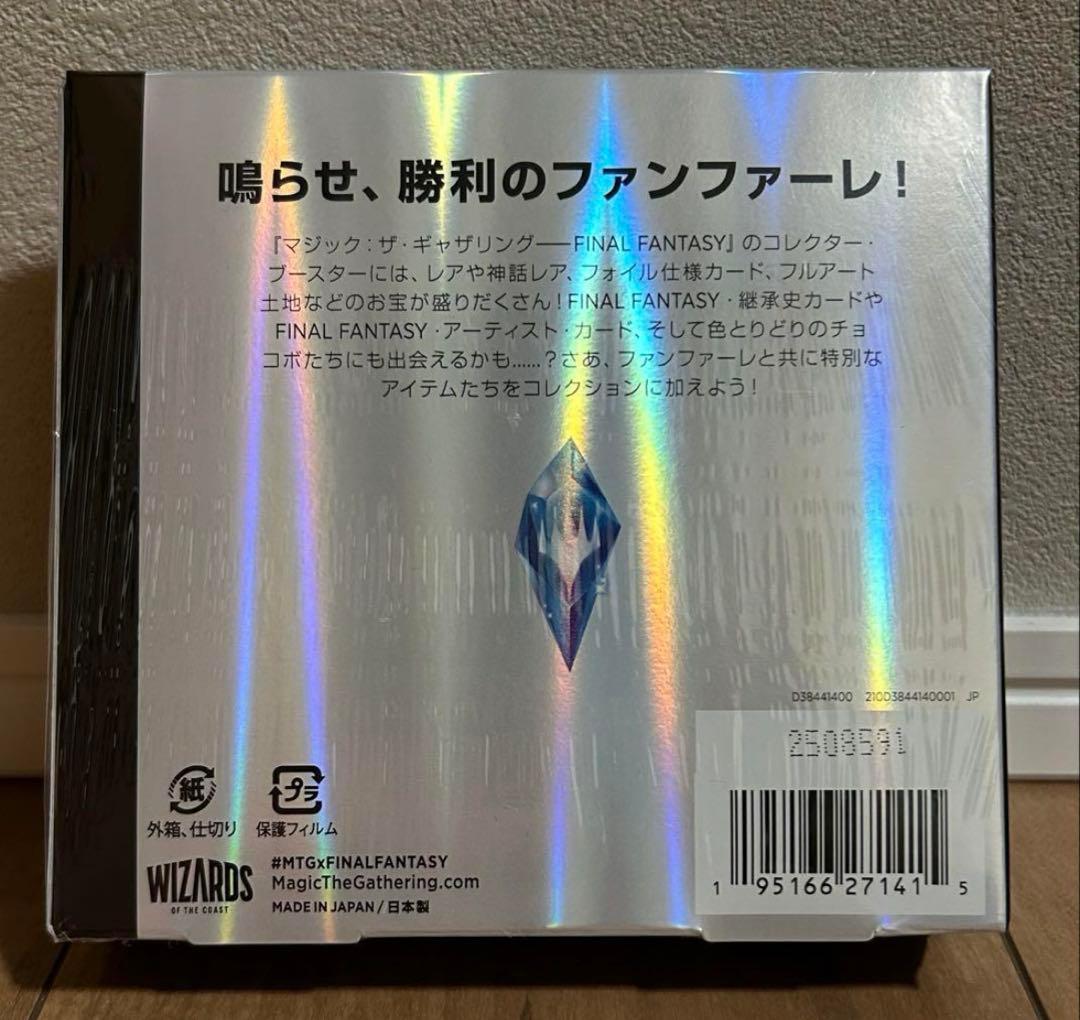 鳴らせ、勝利のファンファーレ！
『マジック：ザ・ギャザリング——FINAL FANTASY』のコレクター・
ブースターには、レアや神話レア、フォイル仕様カード、フルアート
土地などのお宝が盛りだくさん！FINAL FANTASY・継承史カードや
FINAL FANTASY・アーティスト・カード、そして色とりどりのチョ
コボたちにも出会えるかも……？さあ、ファンファーレと共に特別な
アイテムたちをコレクションに加えよう！
D38441400 210D3844140001 JP
2508591
紙
プラ
外箱、仕切り 保護フィルム
WIZARDS
OF THE COAST
#MTGxFINALFANTASY
MagicTheGathering.com
MADE IN JAPAN / 日本製
1 95166 27141 5